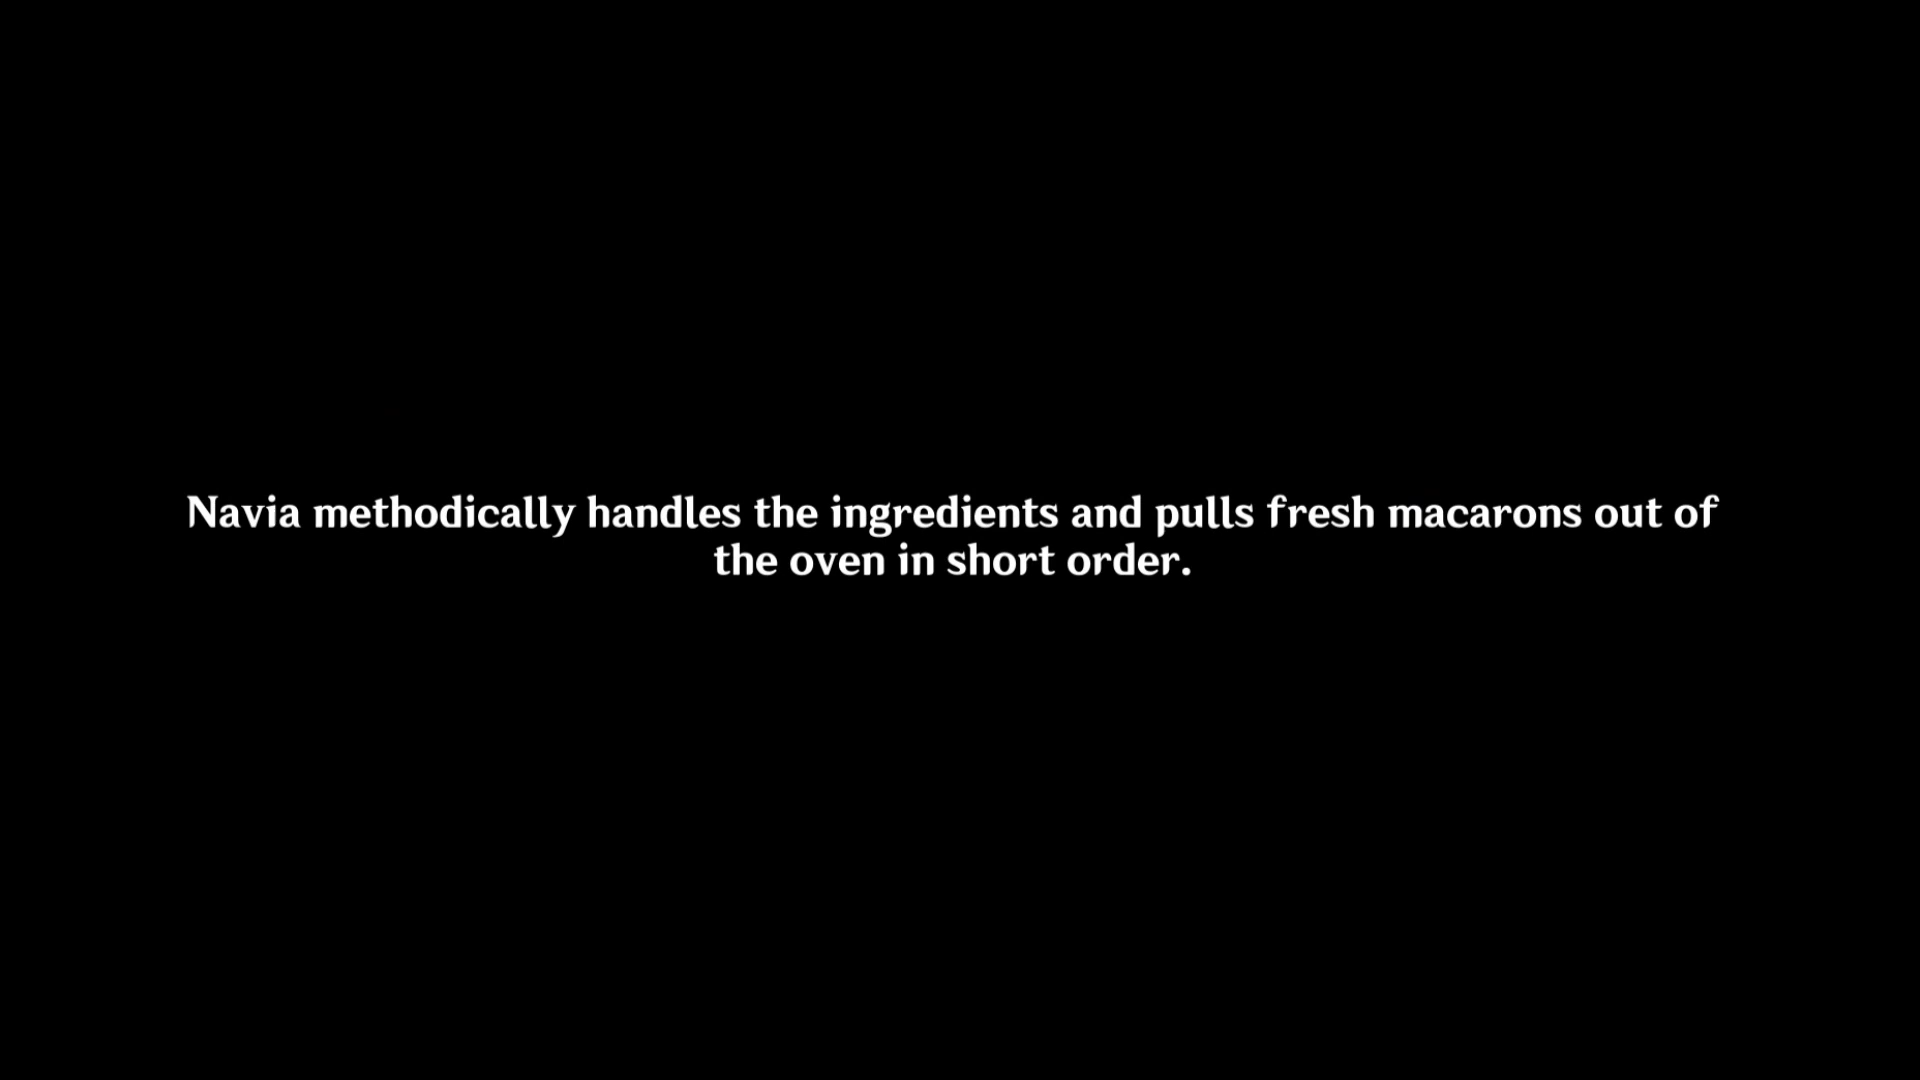 Navia methodically handles the ingredients and pulls fresh macarons out of
the oven in short order.